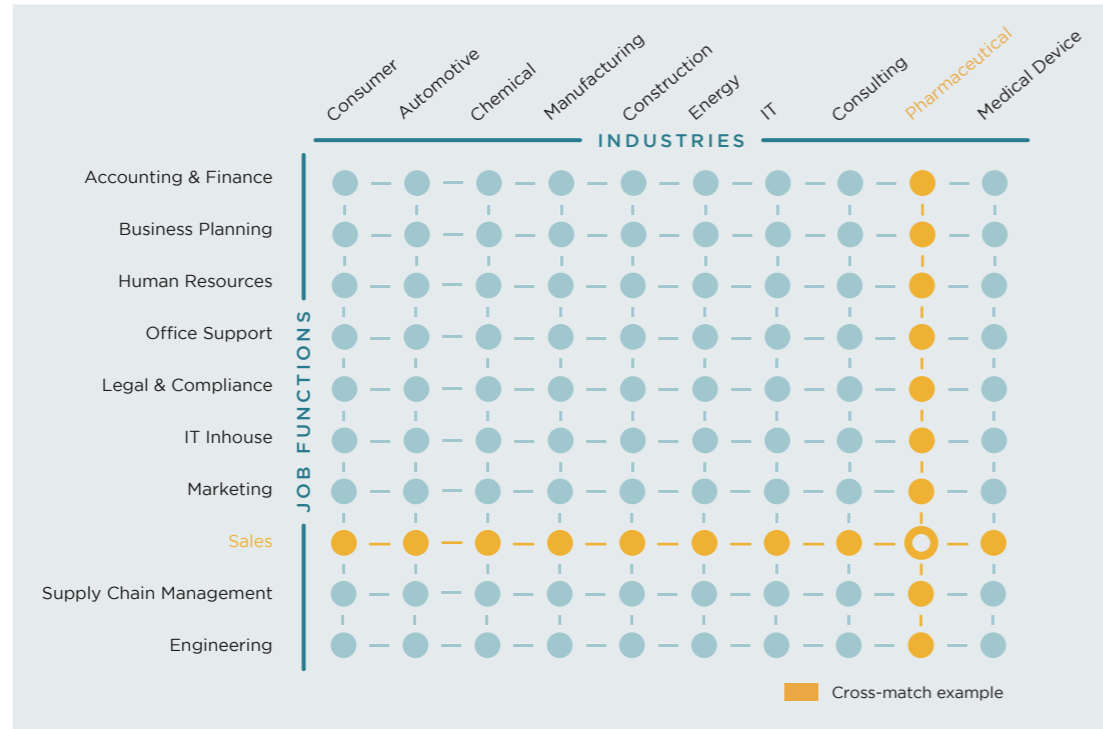 Consumer
Automotive
Chemical
Manufacturing
Construction
Energy
IT
Consulting
Pharmaceutical
Medical Device
INDUSTRIES
JOB FUNCTIONS
Accounting & Finance
Business Planning
Human Resources
Office Support
Legal & Compliance
IT Inhouse
Marketing
Sales
Supply Chain Management
Engineering
Cross-match example